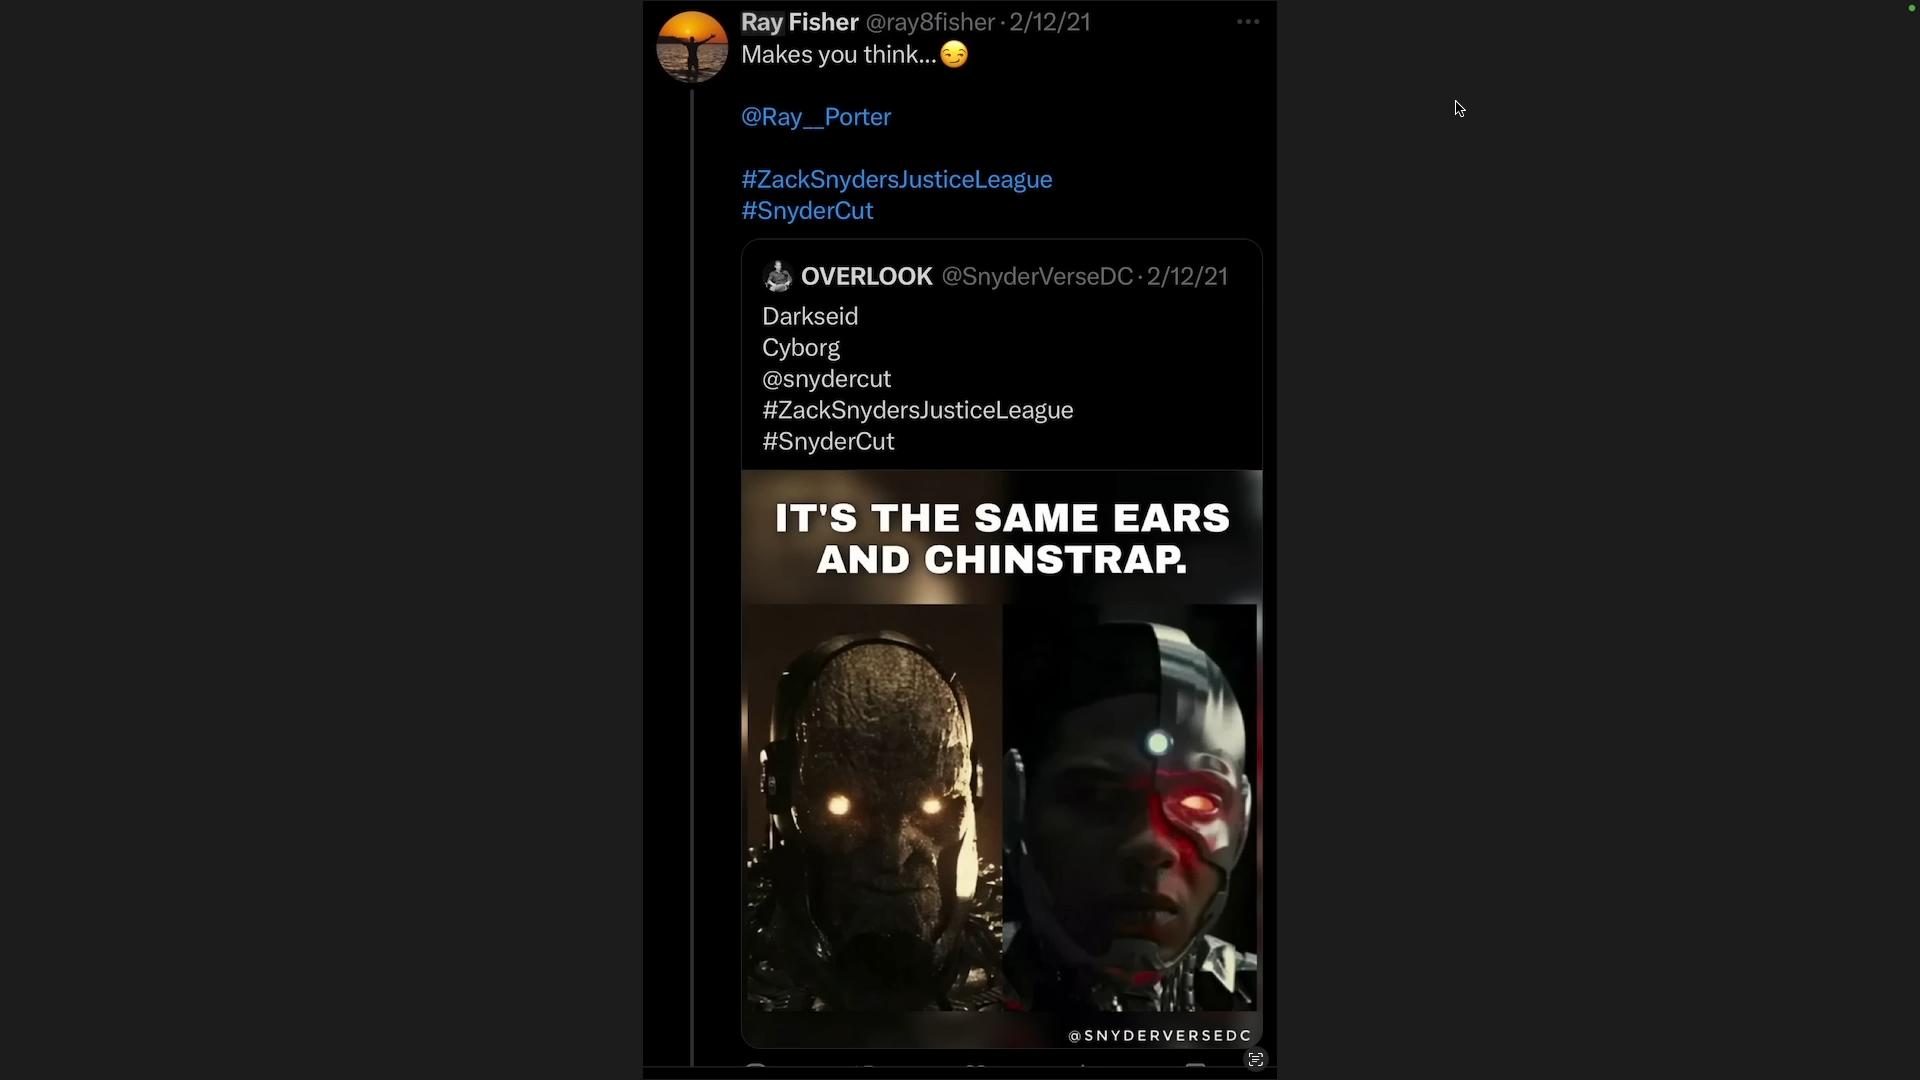 Ray Fisher @ray8fisher · 2/12/21
Makes you think...😏
@Ray__Porter
#ZackSnydersJusticeLeague
#SnyderCut
OVERLOOK @SnyderVerseDC · 2/12/21
Darkseid
Cyborg
@snydercut
#ZackSnydersJusticeLeague
#SnyderCut
IT'S THE SAME EARS
AND CHINSTRAP.
@SNYDERVERSEDC